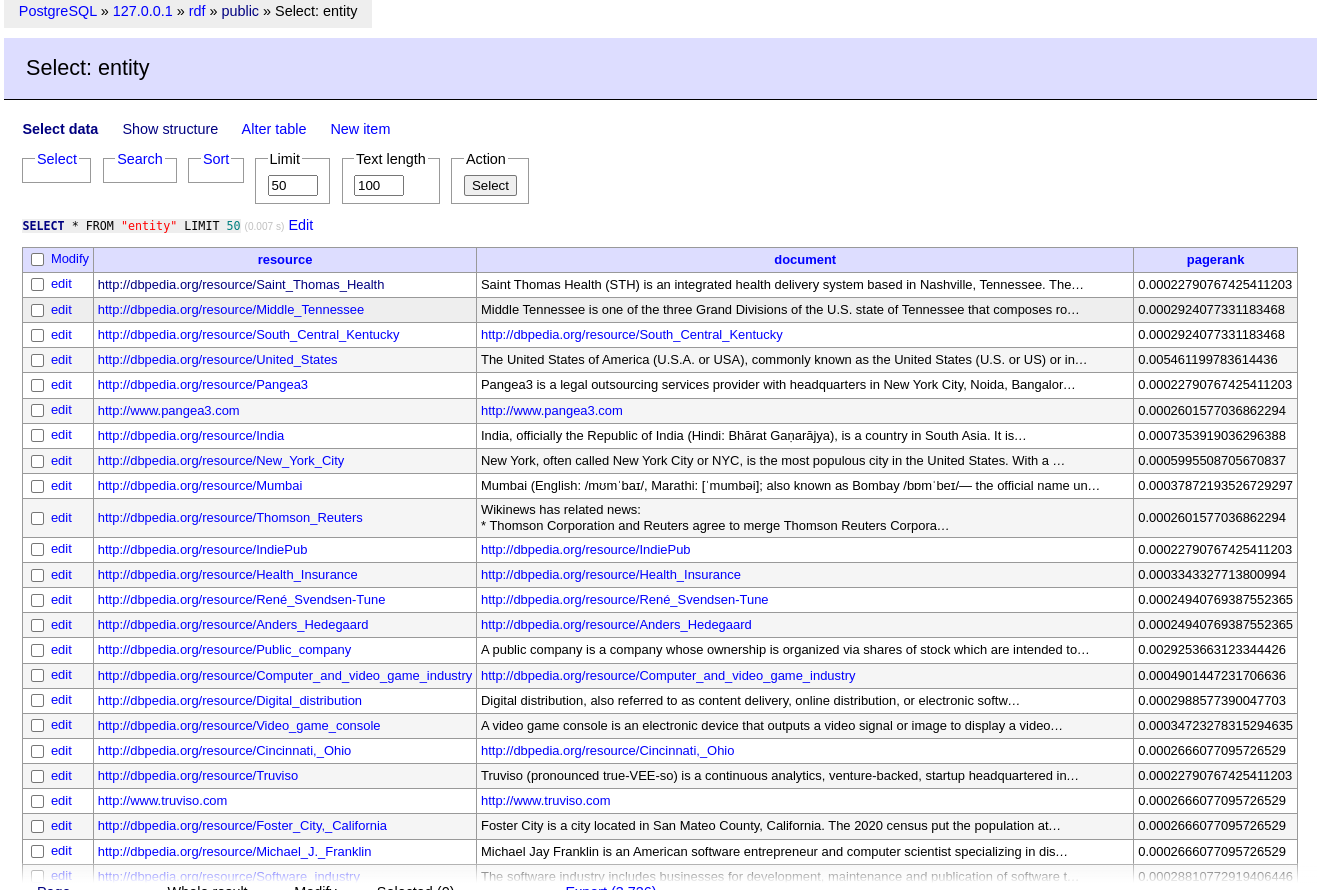 PostgreSQL » 127.0.0.1 » rdf » public » Select: entity
Select: entity
Select data Show structure Alter table New item
Select Search Sort Limit Text length Action
50 100 Select
SELECT * FROM "entity" LIMIT 50 (0.007 s) Edit
Modify resource document pagerank
edit http://dbpedia.org/resource/Saint_Thomas_Health Saint Thomas Health (STH) is an integrated health delivery system based in Nashville, Tennessee. The… 0.00022790767425411203
edit http://dbpedia.org/resource/Middle_Tennessee Middle Tennessee is one of the three Grand Divisions of the U.S. state of Tennessee that composes ro… 0.0002924077331183468
edit http://dbpedia.org/resource/South_Central_Kentucky http://dbpedia.org/resource/South_Central_Kentucky 0.0002924077331183468
edit http://dbpedia.org/resource/United_States The United States of America (U.S.A. or USA), commonly known as the United States (U.S. or US) or in… 0.005461199783614436
edit http://dbpedia.org/resource/Pangea3 Pangea3 is a legal outsourcing services provider with headquarters in New York City, Noida, Bangalor… 0.00022790767425411203
edit http://www.pangea3.com http://www.pangea3.com 0.0002601577036862294
edit http://dbpedia.org/resource/India India, officially the Republic of India (Hindi: Bhārat Gaṇarājya), is a country in South Asia. It is… 0.0007353919036296388
edit http://dbpedia.org/resource/New_York_City New York, often called New York City or NYC, is the most populous city in the United States. With a … 0.0005995508705670837
edit http://dbpedia.org/resource/Mumbai Mumbai (English: /mʊmˈbaɪ/, Marathi: [ˈmumbəi]; also known as Bombay /bɒmˈbeɪ/— the official name un… 0.00037872193526729297
edit http://dbpedia.org/resource/Thomson_Reuters Wikinews has related news:
* Thomson Corporation and Reuters agree to merge Thomson Reuters Corpora… 0.0002601577036862294
edit http://dbpedia.org/resource/IndiePub http://dbpedia.org/resource/IndiePub 0.00022790767425411203
edit http://dbpedia.org/resource/Health_Insurance http://dbpedia.org/resource/Health_Insurance 0.0003343327713800994
edit http://dbpedia.org/resource/René_Svendsen-Tune http://dbpedia.org/resource/René_Svendsen-Tune 0.00024940769387552365
edit http://dbpedia.org/resource/Anders_Hedegaard http://dbpedia.org/resource/Anders_Hedegaard 0.00024940769387552365
edit http://dbpedia.org/resource/Public_company A public company is a company whose ownership is organized via shares of stock which are intended to… 0.0029253663123344426
edit http://dbpedia.org/resource/Computer_and_video_game_industry http://dbpedia.org/resource/Computer_and_video_game_industry 0.0004901447231706636
edit http://dbpedia.org/resource/Digital_distribution Digital distribution, also referred to as content delivery, online distribution, or electronic softw… 0.0002988577390047703
edit http://dbpedia.org/resource/Video_game_console A video game console is an electronic device that outputs a video signal or image to display a video… 0.00034723278315294635
edit http://dbpedia.org/resource/Cincinnati,_Ohio http://dbpedia.org/resource/Cincinnati,_Ohio 0.0002666077095726529
edit http://dbpedia.org/resource/Truviso Truviso (pronounced true-VEE-so) is a continuous analytics, venture-backed, startup headquartered in… 0.00022790767425411203
edit http://www.truviso.com http://www.truviso.com 0.0002666077095726529
edit http://dbpedia.org/resource/Foster_City,_California Foster City is a city located in San Mateo County, California. The 2020 census put the population at… 0.0002666077095726529
edit http://dbpedia.org/resource/Michael_J._Franklin Michael Jay Franklin is an American software entrepreneur and computer scientist specializing in dis… 0.0002666077095726529
edit http://dbpedia.org/resource/Software_industry The software industry includes businesses for development, maintenance and publication of software t… 0.00028810772919406446
Page Whole result Modify Selected (0) Export (3,726)